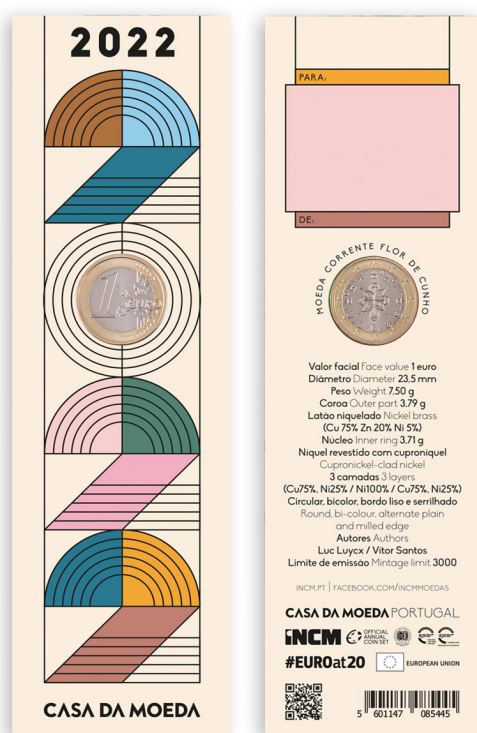 2022
1
EURO
CASA DA MOEDA
PARA:
DE:
MOEDA CORRENTE FLOR DE CUNHO
Valor facial Face value 1 euro
Diâmetro Diameter 23,5 mm
Peso Weight 7,50 g
Coroa Outer part 3,79 g
Latão niquelado Nickel brass
(Cu 75% Zn 20% Ni 5%)
Núcleo Inner ring 3.71 g
Níquel revestido com cuproníquel
Cupronickel-clad nickel
3 camadas 3 layers
(Cu75%, Ni25% / Ni100% / Cu75%, Ni25%)
Circular, bicolor, bordo liso e serrilhado
Round, bi-colour, alternate plain
and milled edge
Autores Authors
Luc Luycx / Vítor Santos
Limite de emissão Mintage limit 3000
INCM.PT | FACEBOOK.COM/INCMMOEDAS
CASA DA MOEDA PORTUGAL
INCM OFFICIAL ANNUAL COIN SET
#EUROat20 EUROPEAN UNION
5 601147 085445